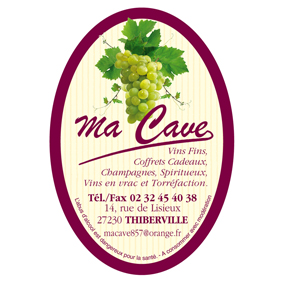 Ma Cave
Vins Fins,
Coffrets Cadeaux,
Champagnes, Spiritueux,
Vins en vrac et Torréfaction.
Tél./Fax 02 32 45 40 38
14, rue de Lisieux
27230 THIBERVILLE
macave857@orange.fr
L'abus d'alcool est dangereux pour la santé. - A consommer avec modération